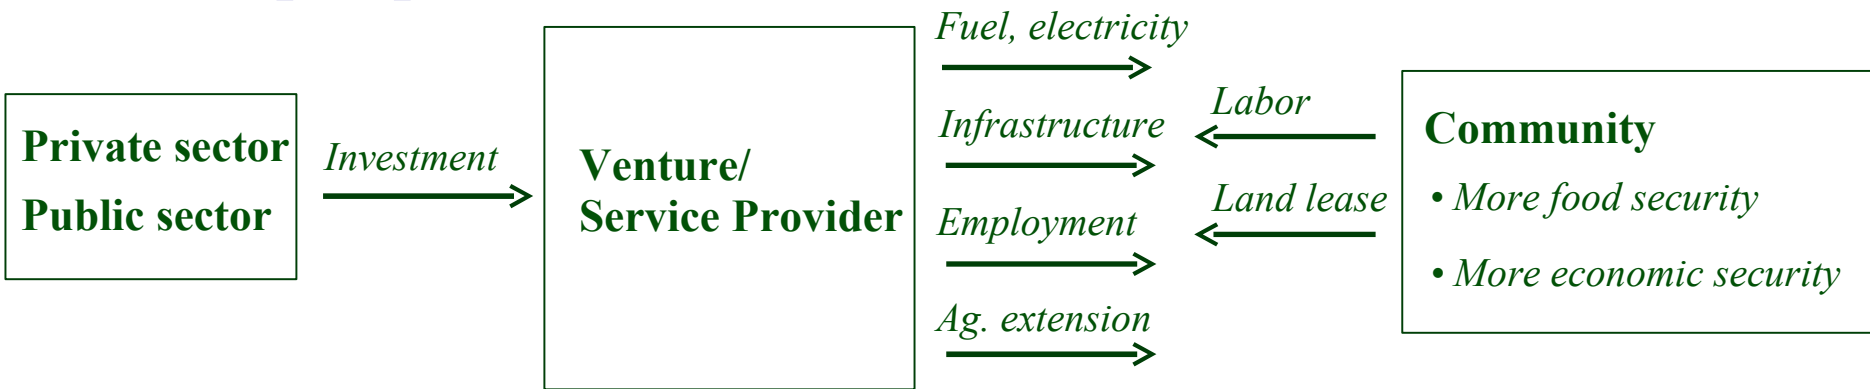 Private sector
Public sector
Investment
Venture/
Service Provider
Fuel, electricity
Infrastructure
Employment
Ag. extension
Labor
Land lease
Community
• More food security
• More economic security